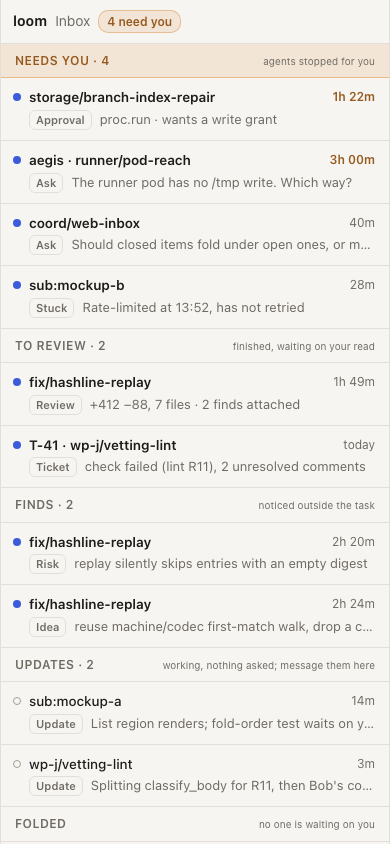 loom Inbox 4 need you
NEEDS YOU · 4 agents stopped for you
storage/branch-index-repair 1h 22m
Approval proc.run · wants a write grant
aegis · runner/pod-reach 3h 00m
Ask The runner pod has no /tmp write. Which way?
coord/web-inbox 40m
Ask Should closed items fold under open ones, or m…
sub:mockup-b 28m
Stuck Rate-limited at 13:52, has not retried
TO REVIEW · 2 finished, waiting on your read
fix/hashline-replay 1h 49m
Review +412 −88, 7 files · 2 finds attached
T-41 · wp-j/vetting-lint today
Ticket check failed (lint R11), 2 unresolved comments
FINDS · 2 noticed outside the task
fix/hashline-replay 2h 20m
Risk replay silently skips entries with an empty digest
fix/hashline-replay 2h 24m
Idea reuse machine/codec first-match walk, drop a c…
UPDATES · 2 working, nothing asked; message them here
sub:mockup-a 14m
Update List region renders; fold-order test waits on y…
wp-j/vetting-lint 3m
Update Splitting classify_body for R11, then Bob's co…
FOLDED no one is waiting on you